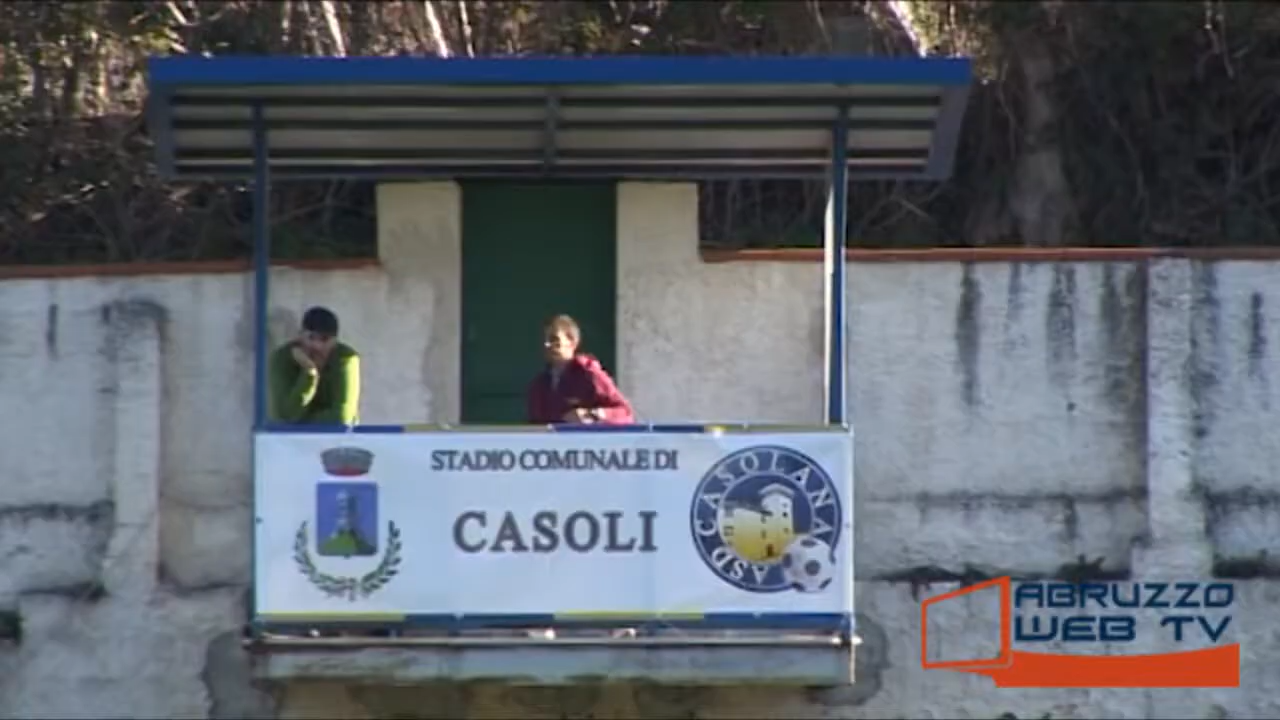 STADIO COMUNALE DI
CASOLI
ASD CASOLANA
ABRUZZO
WEB TV